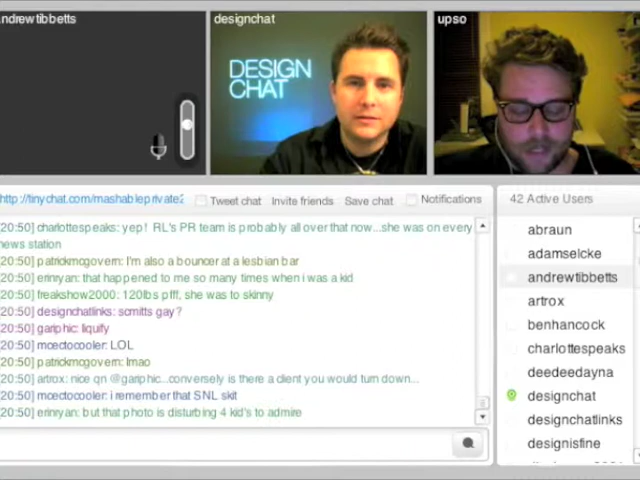 andrewtibbetts
designchat
upso
DESIGN
CHAT
http://tinychat.com/mashableprivate2
Tweet chat
Invite friends
Save chat
Notifications
42 Active Users
[20:50] charlottespeaks: yep! RL's PR team is probably all over that now...she was on every
news station
[20:50] patrickmcgovern: I'm also a bouncer at a lesbian bar
[20:50] erinryan: that happened to me so many times when i was a kid
[20:50] freakshow2000: 120lbs pfff, she was to skinny
[20:50] designchatlinks: scmitts gay?
[20:50] gariphic: liquify
[20:50] mcectocooler: LOL
[20:50] patrickmcgovern: lmao
[20:50] artrox: nice qn @gariphic...conversely is there a client you would turn down...
[20:50] mcectocooler: i remember that SNL skit
[20:50] erinryan: but that photo is disturbing 4 kid's to admire
abraun
adamselcke
andrewtibbetts
artrox
benhancock
charlottespeaks
deedeedayna
designchat
designchatlinks
designisfine